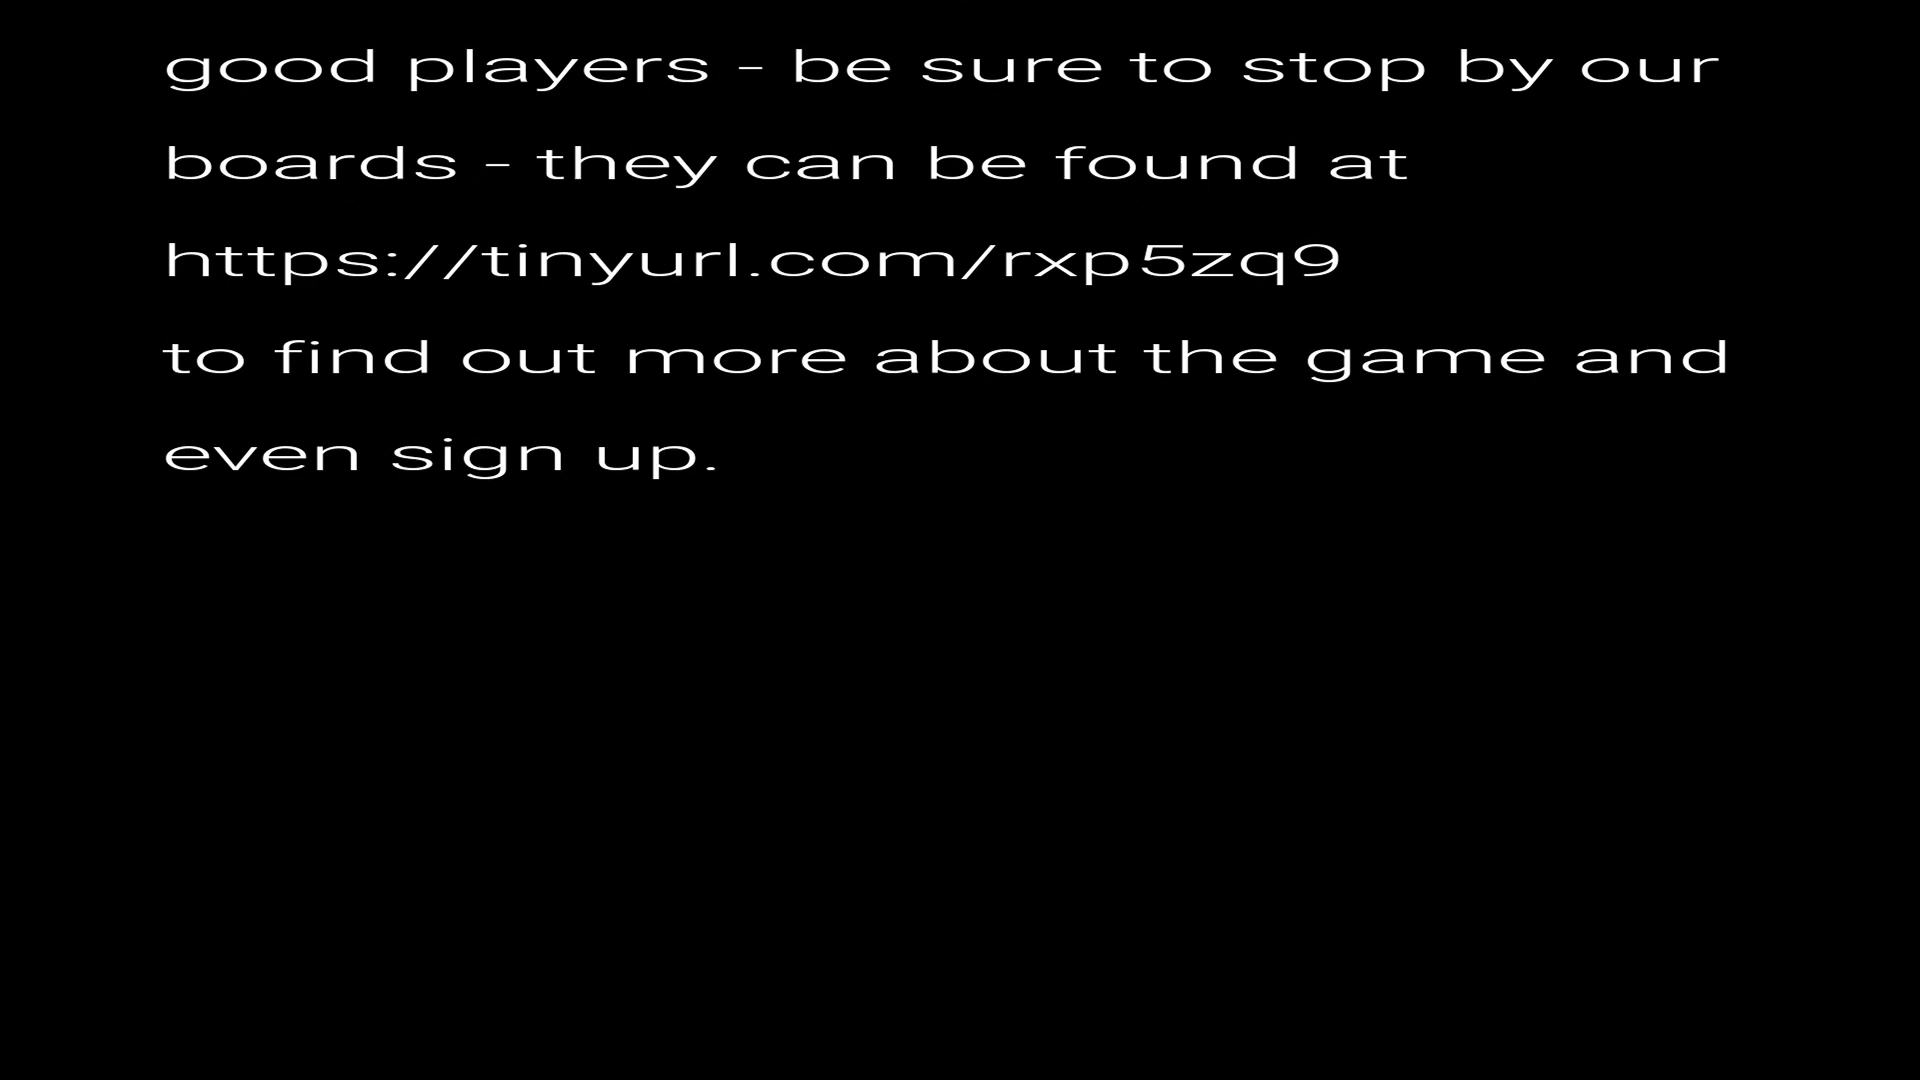 good players - be sure to stop by our
boards - they can be found at
https://tinyurl.com/rxp5zq9
to find out more about the game and
even sign up.